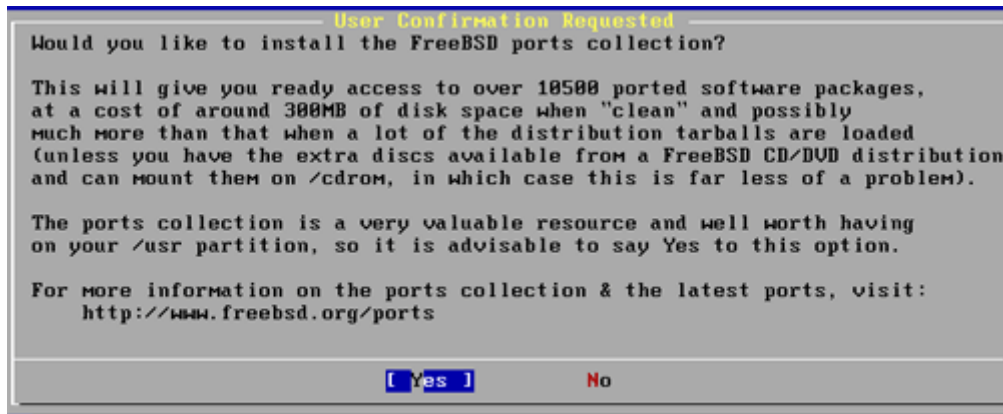 User Confirmation Requested
Would you like to install the FreeBSD ports collection?
This will give you ready access to over 10500 ported software packages,
at a cost of around 300MB of disk space when "clean" and possibly
much more than that when a lot of the distribution tarballs are loaded
(unless you have the extra discs available from a FreeBSD CD/DVD distribution
and can mount them on /cdrom, in which case this is far less of a problem).
The ports collection is a very valuable resource and well worth having
on your /usr partition, so it is advisable to say Yes to this option.
For more information on the ports collection & the latest ports, visit:
http://www.freebsd.org/ports
[ Yes ] No